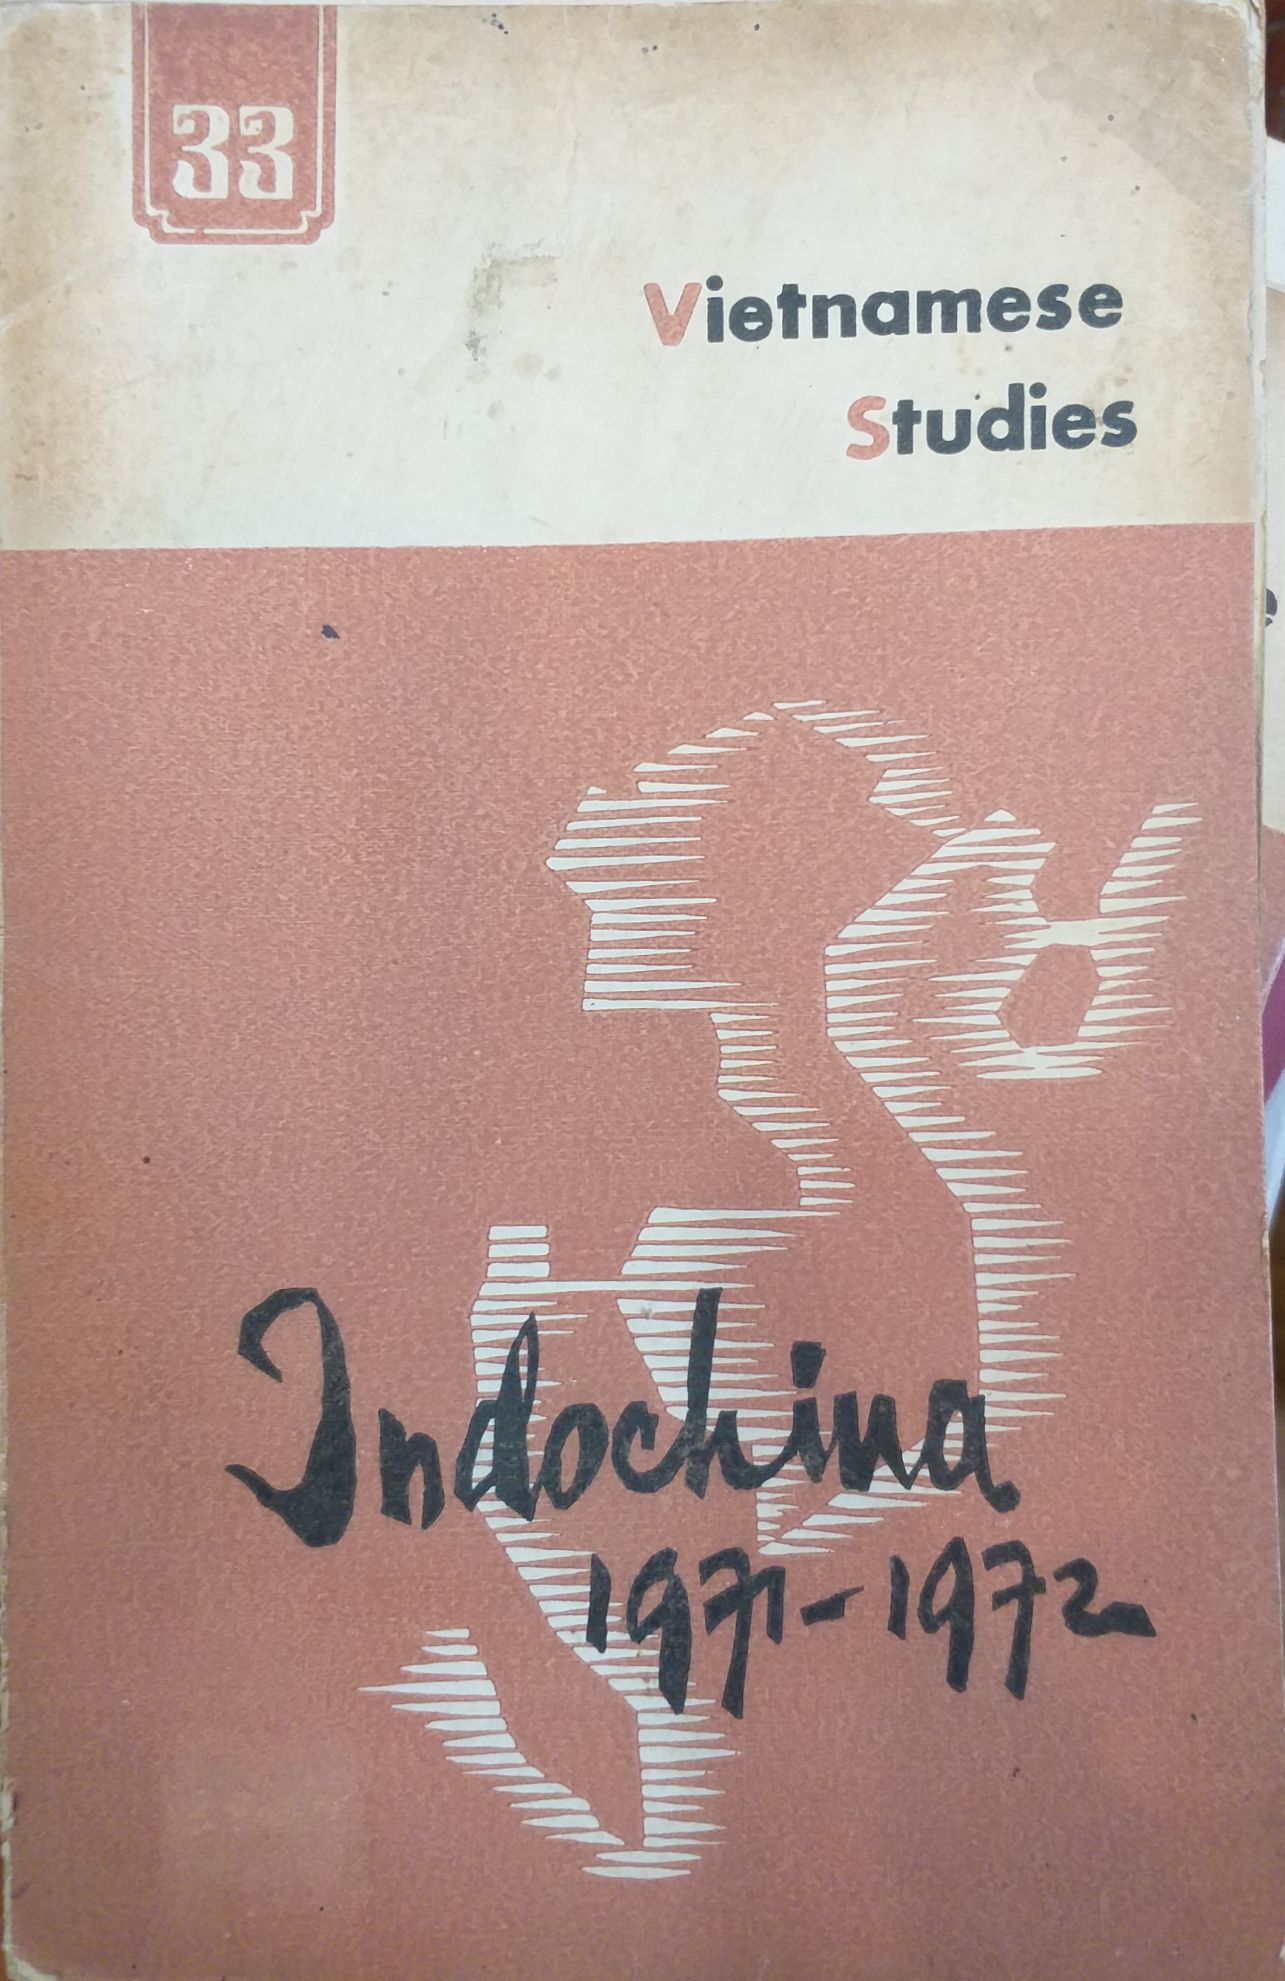 33
Vietnamese
Studies
Indochina
1971-1972